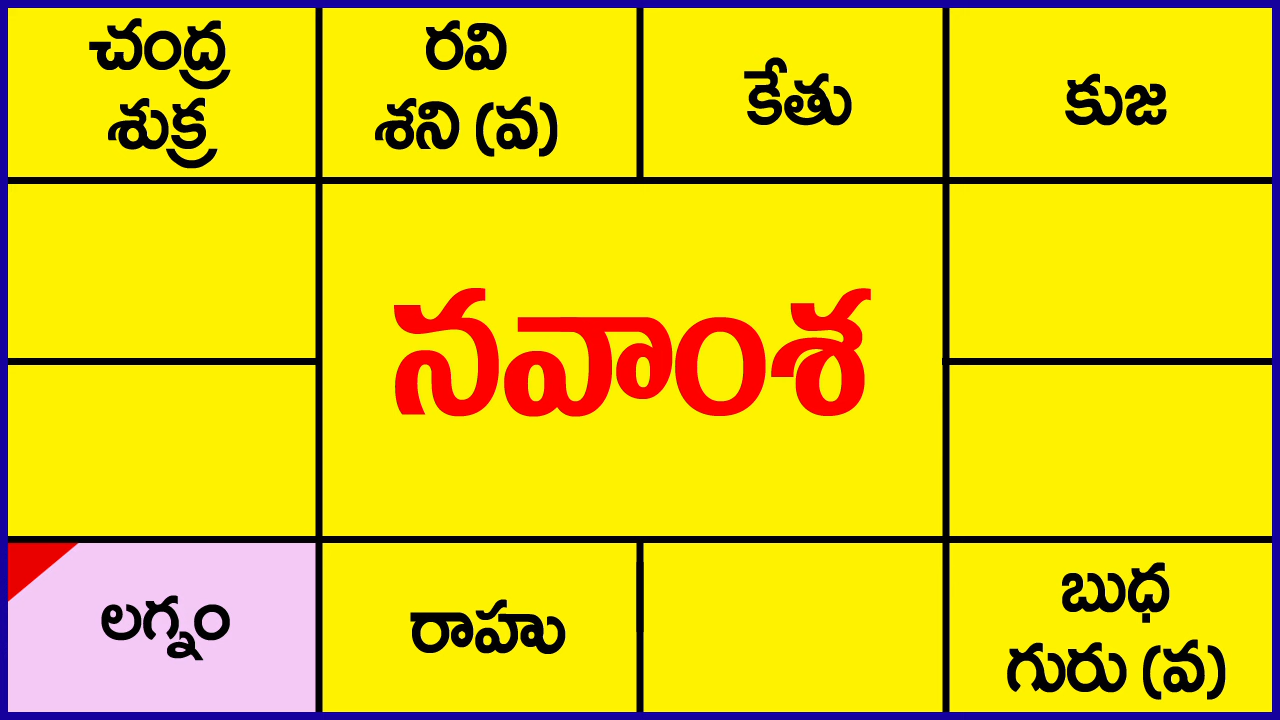 చంద్ర
శుక్ర
రవి
శని (వ)
కేతు
కుజ
నవాంశ
లగ్నం
రాహు
బుధ
గురు (వ)